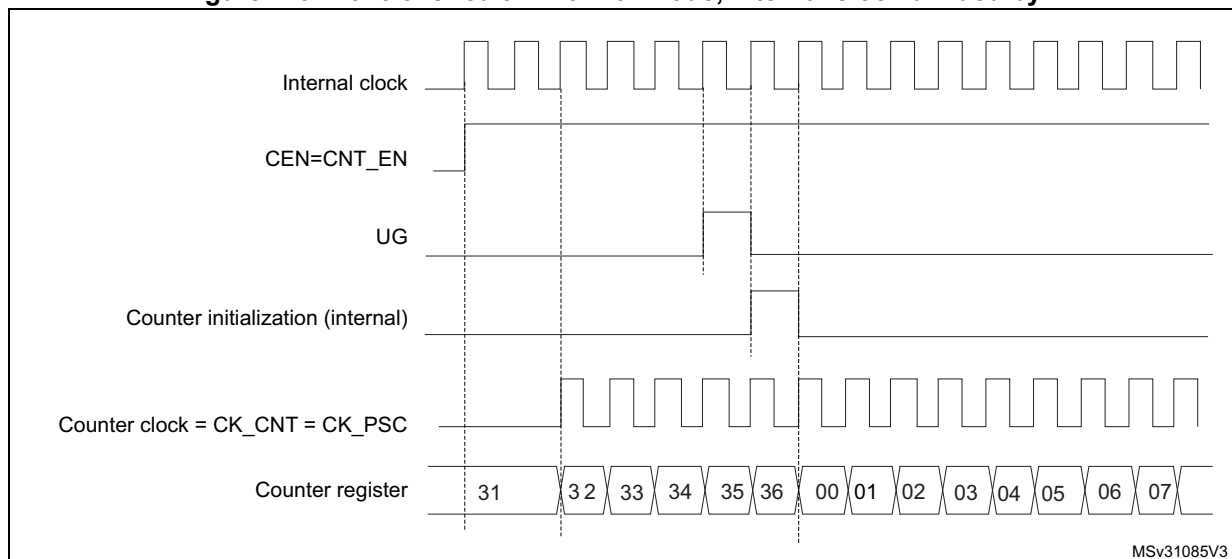 Internal clock
CEN=CNT_EN
UG
Counter initialization (internal)
Counter clock = CK_CNT = CK_PSC
Counter register 31 32 33 34 35 36 00 01 02 03 04 05 06 07
MSv31085V3